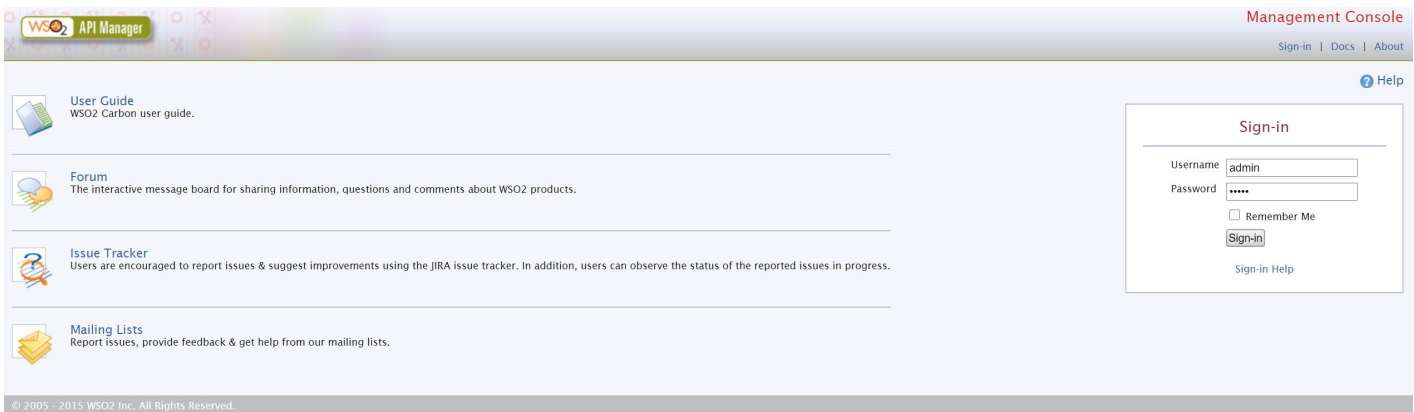 WSO2 API Manager
Management Console
Sign-in | Docs | About
Help
User Guide
WSO2 Carbon user guide.
Forum
The interactive message board for sharing information, questions and comments about WSO2 products.
Issue Tracker
Users are encouraged to report issues & suggest improvements using the JIRA issue tracker. In addition, users can observe the status of the reported issues in progress.
Mailing Lists
Report issues, provide feedback & get help from our mailing lists.
Sign-in
Username admin
Password •••••
Remember Me
Sign-in
Sign-in Help
© 2005 - 2015 WSO2 Inc. All Rights Reserved.